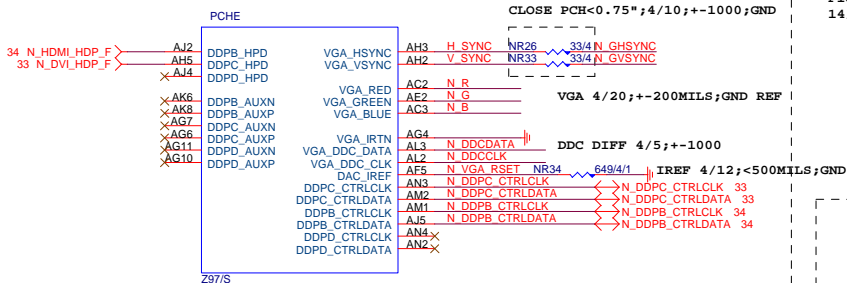 CLOSE PCH<0.75";4/10;+-1000;GND
14
PCHE
34 N_HDMI_HDP_F AJ2 DDPB_HPD VGA_HSYNC AH3 H_SYNC NR26 33/4 N_GHSYNC
33 N_DVI_HDP_F AH5 DDPC_HPD VGA_VSYNC AH2 V_SYNC NR33 33/4 N_GVSYNC
AJ4 DDPD_HPD
VGA_RED AC2 N_R
AK6 DDPB_AUXN VGA_GREEN AE2 N_G VGA 4/20;+-200MILS;GND REF
AK8 DDPB_AUXP VGA_BLUE AC3 N_B
AG7 DDPC_AUXN
AG6 DDPC_AUXP VGA_IRTN AG4
AG11 DDPD_AUXN VGA_DDC_DATA AL3 N_DDCDATA DDC DIFF 4/5;+-1000
AG10 DDPD_AUXP VGA_DDC_CLK AL2 N_DDCCLK
DAC_IREF AF5 N_VGA_RSET NR34 649/4/1 IREF 4/12;<500MILS;GND
DDPC_CTRLCLK AN3 N_DDPC_CTRLCLK N_DDPC_CTRLCLK 33
DDPC_CTRLDATA AM2 N_DDPC_CTRLDATA N_DDPC_CTRLDATA 33
DDPB_CTRLCLK AM1 N_DDPB_CTRLCLK N_DDPB_CTRLCLK 34
DDPB_CTRLDATA AJ5 N_DDPB_CTRLDATA N_DDPB_CTRLDATA 34
DDPD_CTRLCLK AN4
DDPD_CTRLDATA AN2
Z97/S